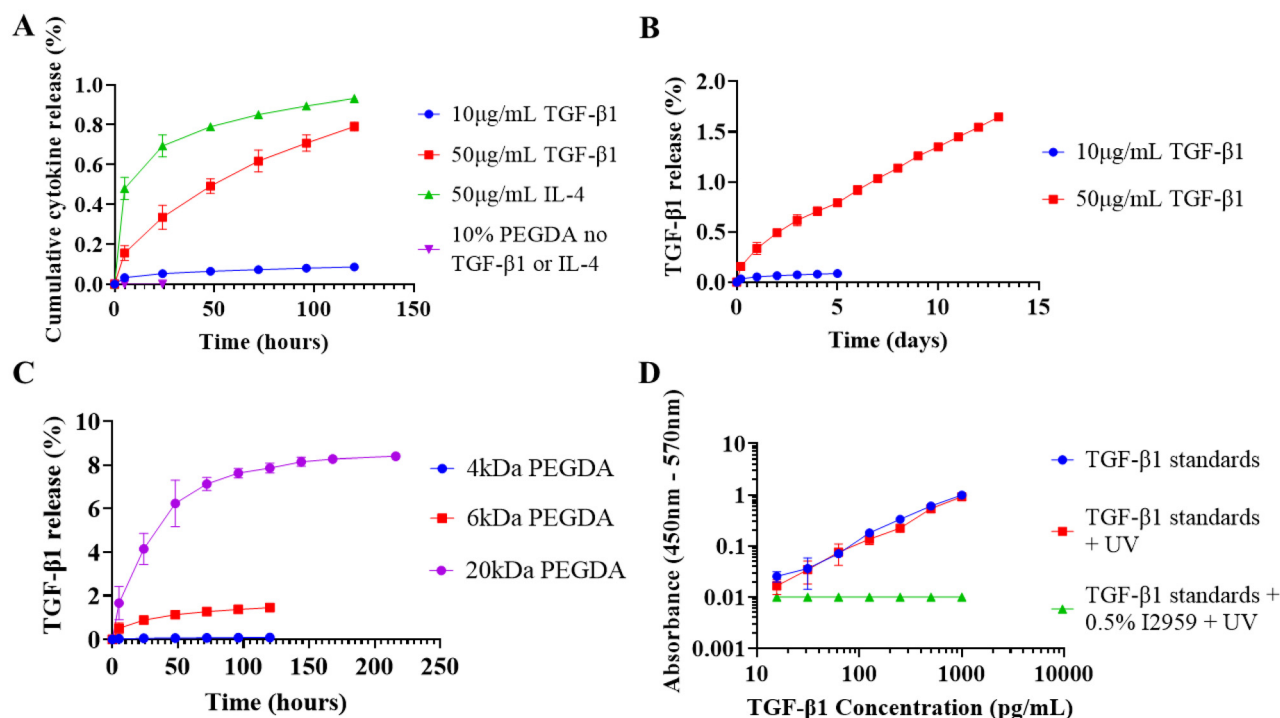 A
Cumulative cytokine release (%)
1.0
0.8
0.6
0.4
0.2
0.0
0
50
100
150
Time (hours)
10μg/mL TGF-β1
50μg/mL TGF-β1
50μg/mL IL-4
10% PEGDA no
TGF-β1 or IL-4
B
TGF-β1 release (%)
2.0
1.5
1.0
0.5
0.0
0
5
10
15
Time (days)
10μg/mL TGF-β1
50μg/mL TGF-β1
C
TGF-β1 release (%)
10
8
6
4
2
0
0
50
100
150
200
250
Time (hours)
4kDa PEGDA
6kDa PEGDA
20kDa PEGDA
D
Absorbance (450nm - 570nm)
10
1
0.1
0.01
0.001
10
100
1000
10000
TGF-β1 Concentration (pg/mL)
TGF-β1 standards
TGF-β1 standards
+ UV
TGF-β1 standards +
0.5% I2959 + UV